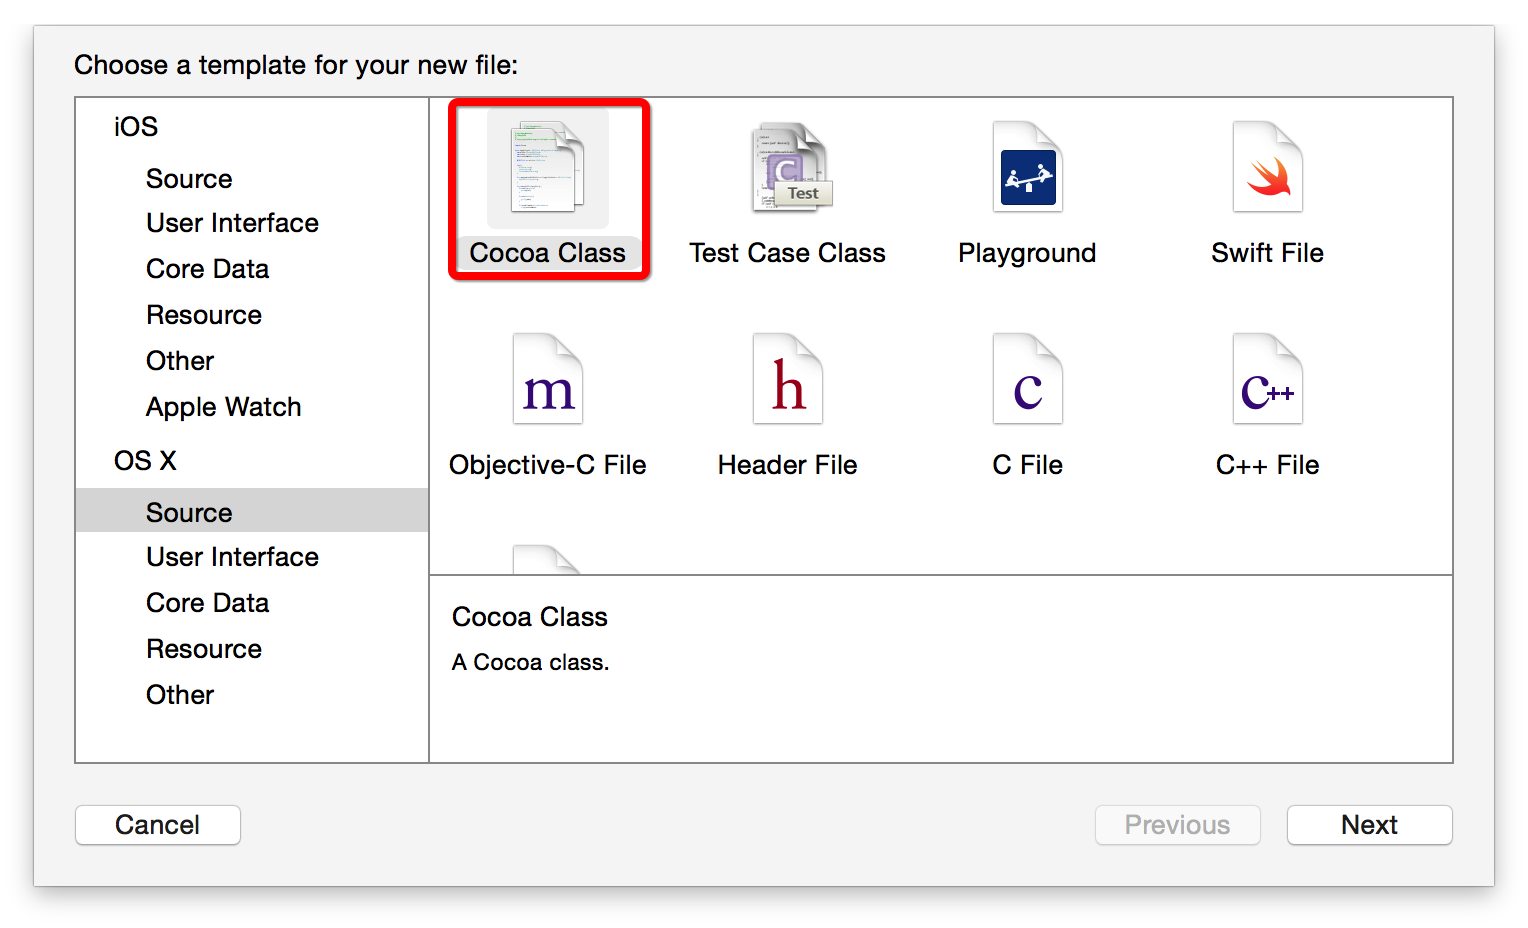 Choose a template for your new file:
iOS
Source
User Interface
Core Data
Resource
Other
Apple Watch
OS X
Source
User Interface
Core Data
Resource
Other
C
Test
Cocoa Class
Test Case Class
Playground
Swift File
m
h
c
c++
Objective-C File
Header File
C File
C++ File
Cocoa Class
A Cocoa class.
Cancel
Previous
Next